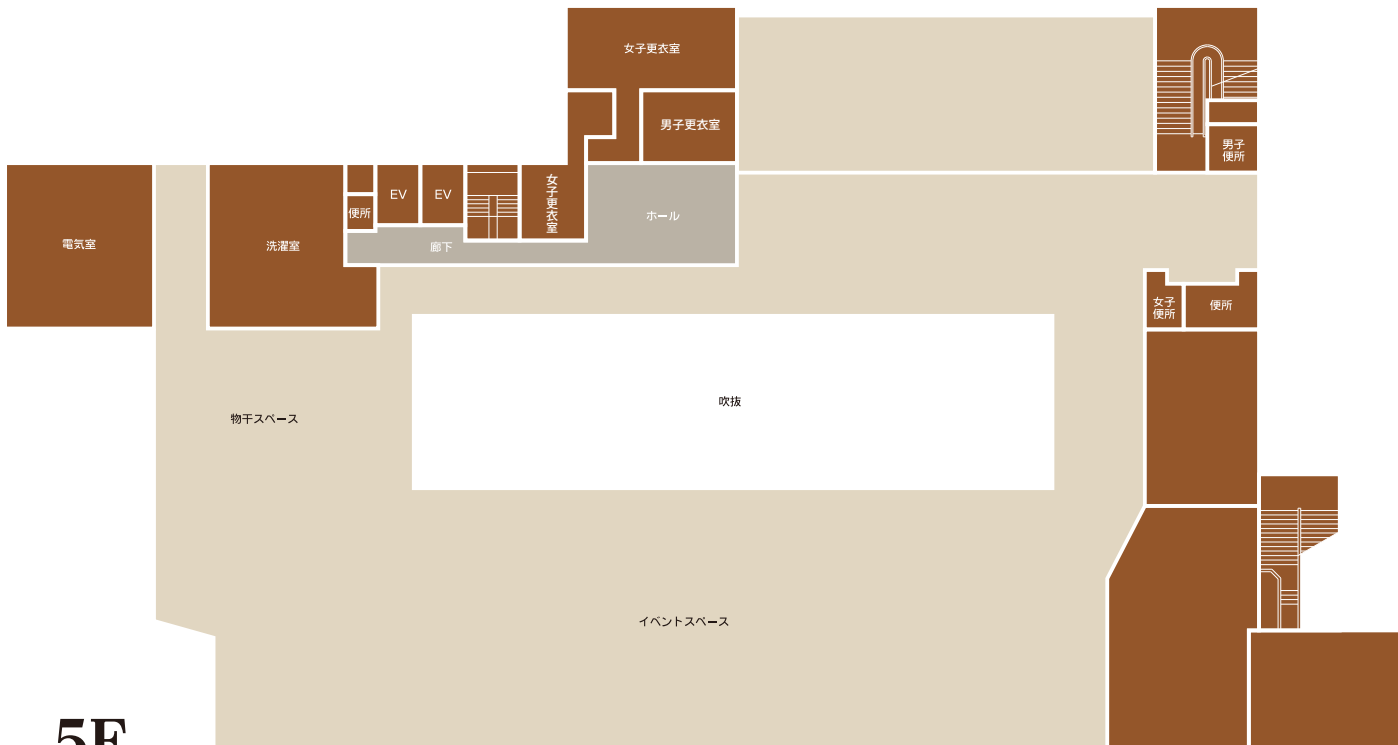 女子更衣室
男子更衣室
男子
便所
電気室
洗濯室
便所
EV
EV
女子更衣室
ホール
廊下
女子
便所
便所
吹抜
物干スペース
イベントスペース
5F